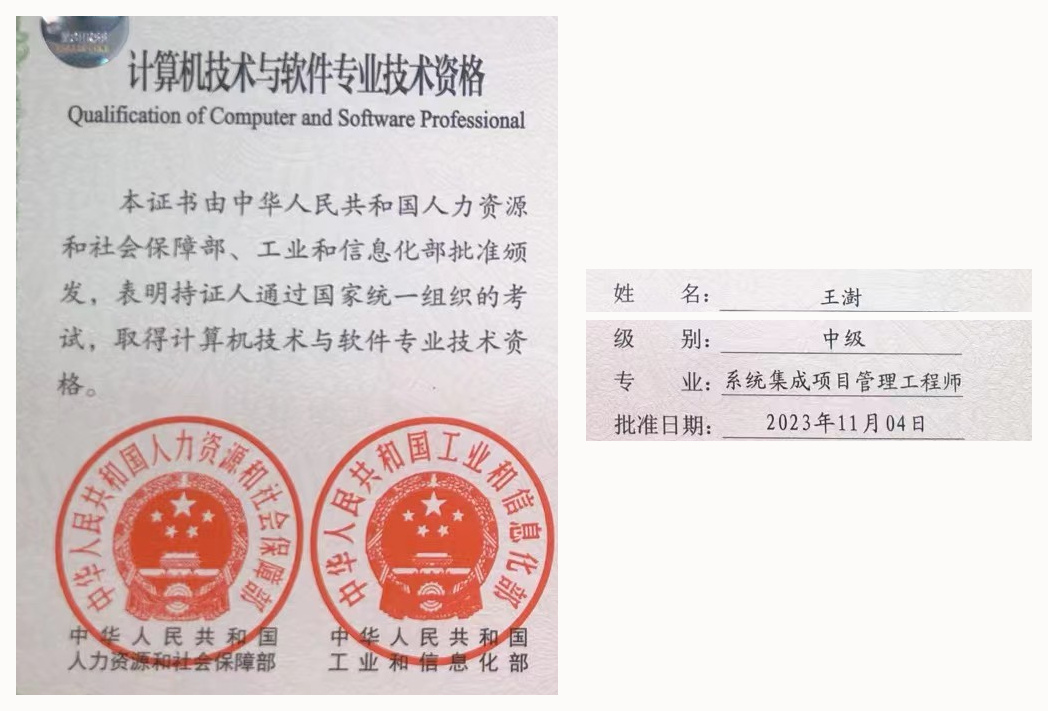 计算机技术与软件专业技术资格
Qualification of Computer and Software Professional
本证书由中华人民共和国人力资源
和社会保障部、工业和信息化部批准颁
发，表明持证人通过国家统一组织的考
试，取得计算机技术与软件专业技术资
格。
中华人民共和国人力资源和社会保障部
中华人民共和国工业和信息化部
中华人民共和国
人力资源和社会保障部
中华人民共和国
工业和信息化部
姓 名：王澍
级 别：中级
专 业：系统集成项目管理工程师
批准日期：2023年11月04日